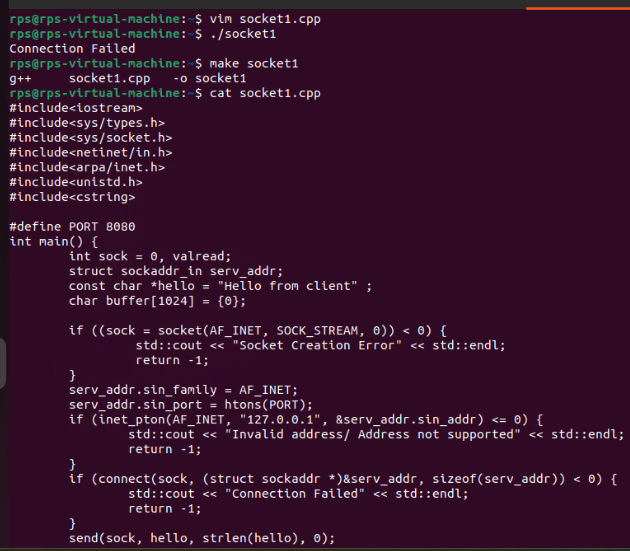 rps@rps-virtual-machine:~$ vim socket1.cpp
rps@rps-virtual-machine:~$ ./socket1
Connection Failed
rps@rps-virtual-machine:~$ make socket1
g++     socket1.cpp   -o socket1
rps@rps-virtual-machine:~$ cat socket1.cpp
#include<iostream>
#include<sys/types.h>
#include<sys/socket.h>
#include<netinet/in.h>
#include<arpa/inet.h>
#include<unistd.h>
#include<cstring>

#define PORT 8080
int main() {
        int sock = 0, valread;
        struct sockaddr_in serv_addr;
        const char *hello = "Hello from client" ;
        char buffer[1024] = {0};

        if ((sock = socket(AF_INET, SOCK_STREAM, 0)) < 0) {
                std::cout << "Socket Creation Error" << std::endl;
                return -1;
        }
        serv_addr.sin_family = AF_INET;
        serv_addr.sin_port = htons(PORT);
        if (inet_pton(AF_INET, "127.0.0.1", &serv_addr.sin_addr) <= 0) {
                std::cout << "Invalid address/ Address not supported" << std::endl;
                return -1;
        }
        if (connect(sock, (struct sockaddr *)&serv_addr, sizeof(serv_addr)) < 0) {
                std::cout << "Connection Failed" << std::endl;
                return -1;
        }
        send(sock, hello, strlen(hello), 0);